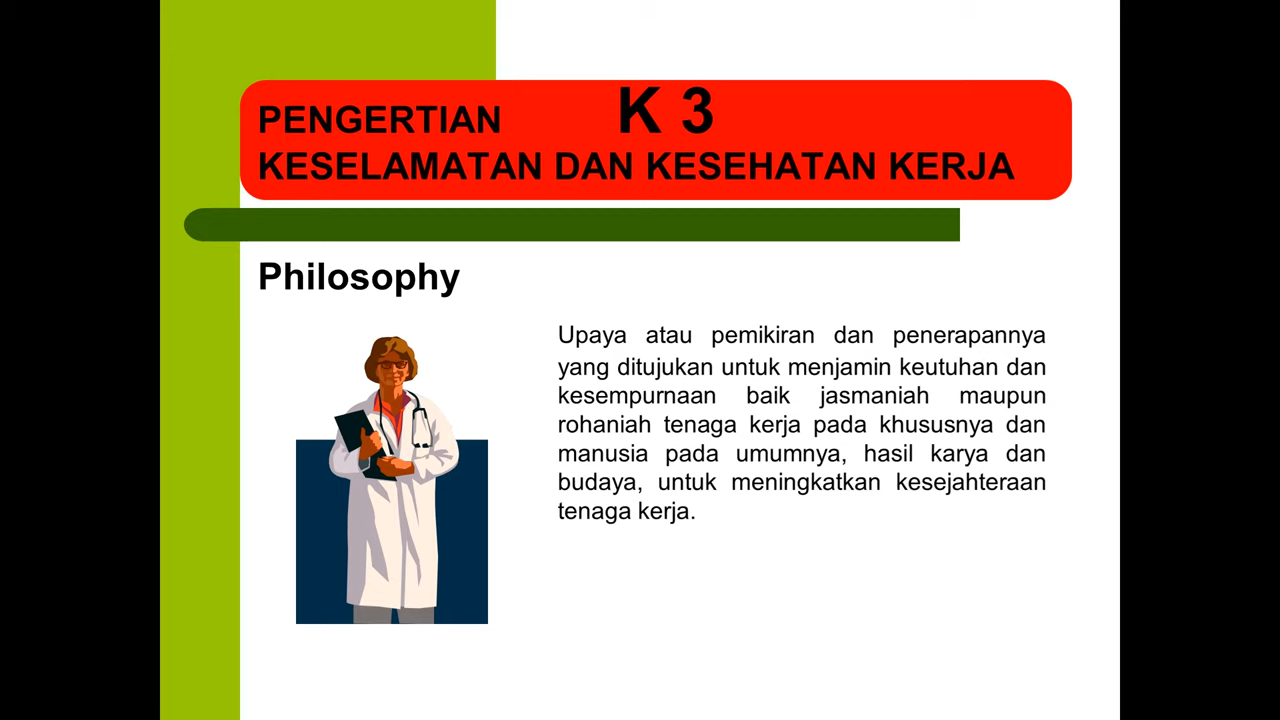 PENGERTIAN K 3
KESELAMATAN DAN KESEHATAN KERJA
Philosophy
Upaya atau pemikiran dan penerapannya
yang ditujukan untuk menjamin keutuhan dan
kesempurnaan baik jasmaniah maupun
rohaniah tenaga kerja pada khususnya dan
manusia pada umumnya, hasil karya dan
budaya, untuk meningkatkan kesejahteraan
tenaga kerja.